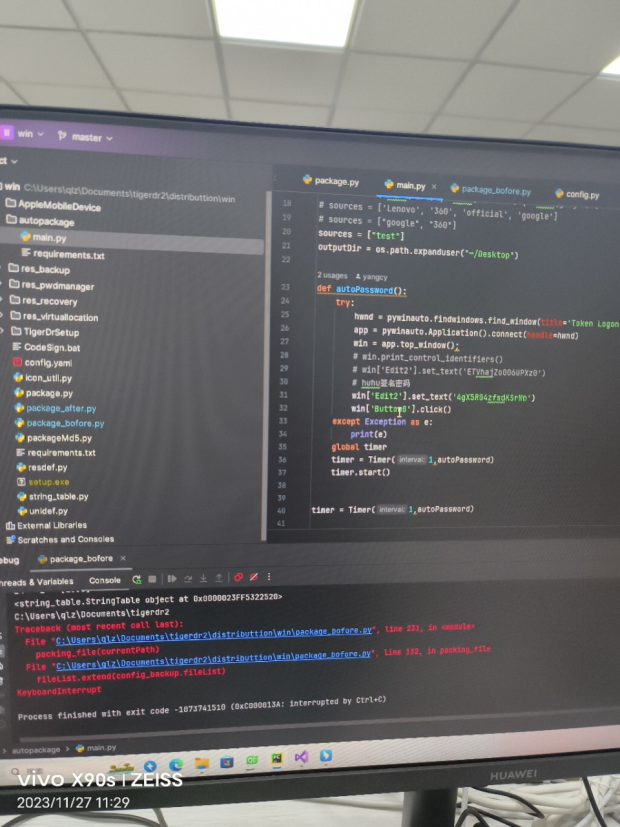 win
master
package.py
main.py
package_bofore.py
config.py
win C:\Users\qlz\Documents\tigerdr2\distributtion\win
AppleMobileDevice
autopackage
main.py
requirements.txt
res_backup
res_pwdmanager
res_recovery
res_virtuallocation
TigerDrSetup
CodeSign.bat
config.yaml
icon_util.py
package.py
package_after.py
package_bofore.py
packageMd5.py
requirements.txt
resdef.py
setup.exe
string_table.py
unidef.py
External Libraries
Scratches and Consoles
18 # sources = ['Lenovo', '360', 'official', 'google']
19 # sources = ["google", "360"]
20 sources = ["test"]
21 outputDir = os.path.expanduser("~/Desktop")
22
2 usages yangcy
23 def autoPassword():
24 try:
25 hwnd = pywinauto.findwindows.find_window(title='Token Logon
26 app = pywinauto.Application().connect(handle=hwnd)
27 win = app.top_window();
28 # win.print_control_identifiers()
29 # win['Edit2'].set_text(
30 # huhu签名密码
31 win['Edit2'].set_text(
32 win['Button0'].click()
33 except Exception as e:
34 print(e)
35 global timer
36 timer = Timer( interval: 1,autoPassword)
37 timer.start()
38
39
40 timer = Timer( interval: 1,autoPassword)
41
package_bofore
Threads & Variables Console
<string_table.StringTable object at 0x0000023FF5322520>
C:\Users\qlz\Documents\tigerdr2
Traceback (most recent call last):
File "C:\Users\qlz\Documents\tigerdr2\distributtion\win\package_bofore.py", line 231, in <module>
packing_file(currentPath)
File "C:\Users\qlz\Documents\tigerdr2\distributtion\win\package_bofore.py", line 132, in packing_file
fileList.extend(config_backup.fileList)
KeyboardInterrupt
Process finished with exit code -1073741510 (0xC000013A: interrupted by Ctrl+C)
autopackage > main.py
HUAWEI
vivo X90s | ZEISS
2023/11/27 11:29